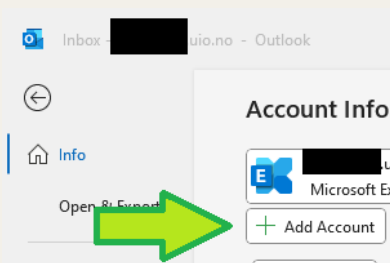 Inbox - uio.no - Outlook
Account Info
Info
Microsoft Ex
Open & Export
Add Account